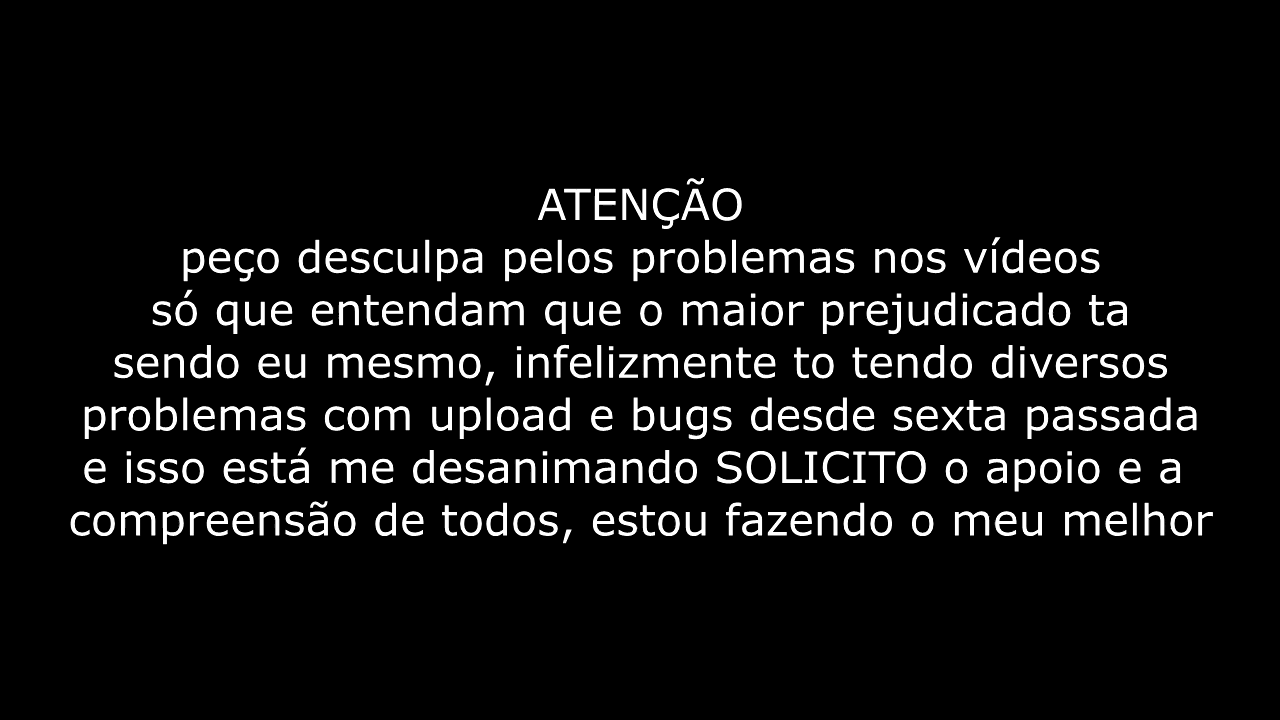 ATENÇÃO
peço desculpa pelos problemas nos vídeos
só que entendam que o maior prejudicado ta
sendo eu mesmo, infelizmente to tendo diversos
problemas com upload e bugs desde sexta passada
e isso está me desanimando SOLICITO o apoio e a
compreensão de todos, estou fazendo o meu melhor